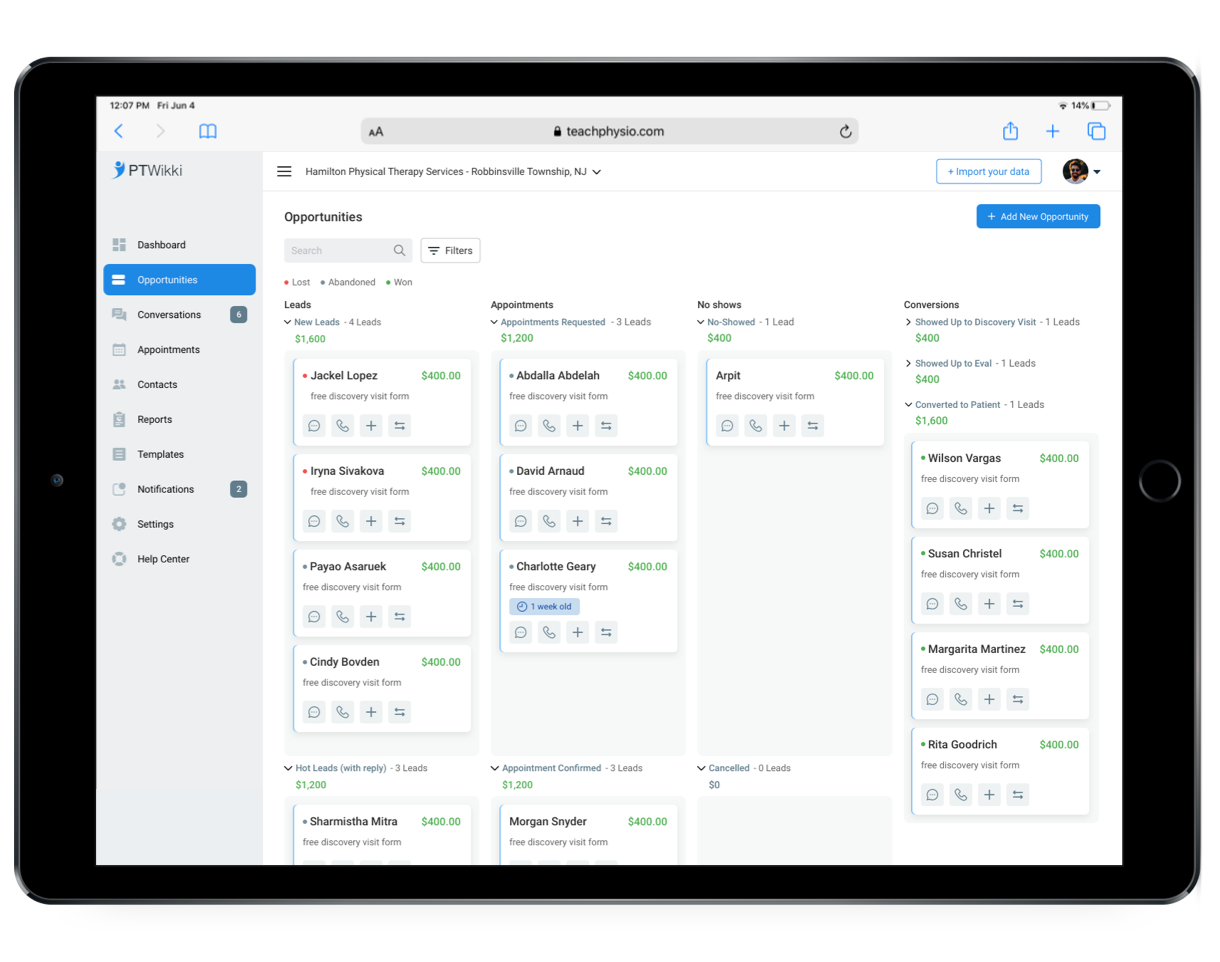 12:07 PM Fri Jun 4
14%
AA
teachphysio.com
PTWikki
Hamilton Physical Therapy Services - Robbinsville Township, NJ
+ Import your data
Opportunities
+ Add New Opportunity
Search
Filters
Lost
Abandoned
Won
Dashboard
Opportunities
Conversations 6
Appointments
Contacts
Reports
Templates
Notifications 2
Settings
Help Center
Leads
New Leads - 4 Leads
$1,600
Jackel Lopez $400.00
free discovery visit form
Iryna Sivakova $400.00
free discovery visit form
Payao Asaruek $400.00
free discovery visit form
Cindy Bovden $400.00
free discovery visit form
Hot Leads (with reply) - 3 Leads
$1,200
Sharmistha Mitra $400.00
free discovery visit form
Appointments
Appointments Requested - 3 Leads
$1,200
Abdalla Abdelah $400.00
free discovery visit form
David Arnaud $400.00
free discovery visit form
Charlotte Geary $400.00
free discovery visit form
1 week old
Appointment Confirmed - 3 Leads
$1,200
Morgan Snyder $400.00
free discovery visit form
No shows
No-Showed - 1 Lead
$400
Arpit $400.00
free discovery visit form
Cancelled - 0 Leads
$0
Conversions
Showed Up to Discovery Visit - 1 Leads
$400
Showed Up to Eval - 1 Leads
$400
Converted to Patient - 1 Leads
$1,600
Wilson Vargas $400.00
free discovery visit form
Susan Christel $400.00
free discovery visit form
Margarita Martinez $400.00
free discovery visit form
Rita Goodrich $400.00
free discovery visit form